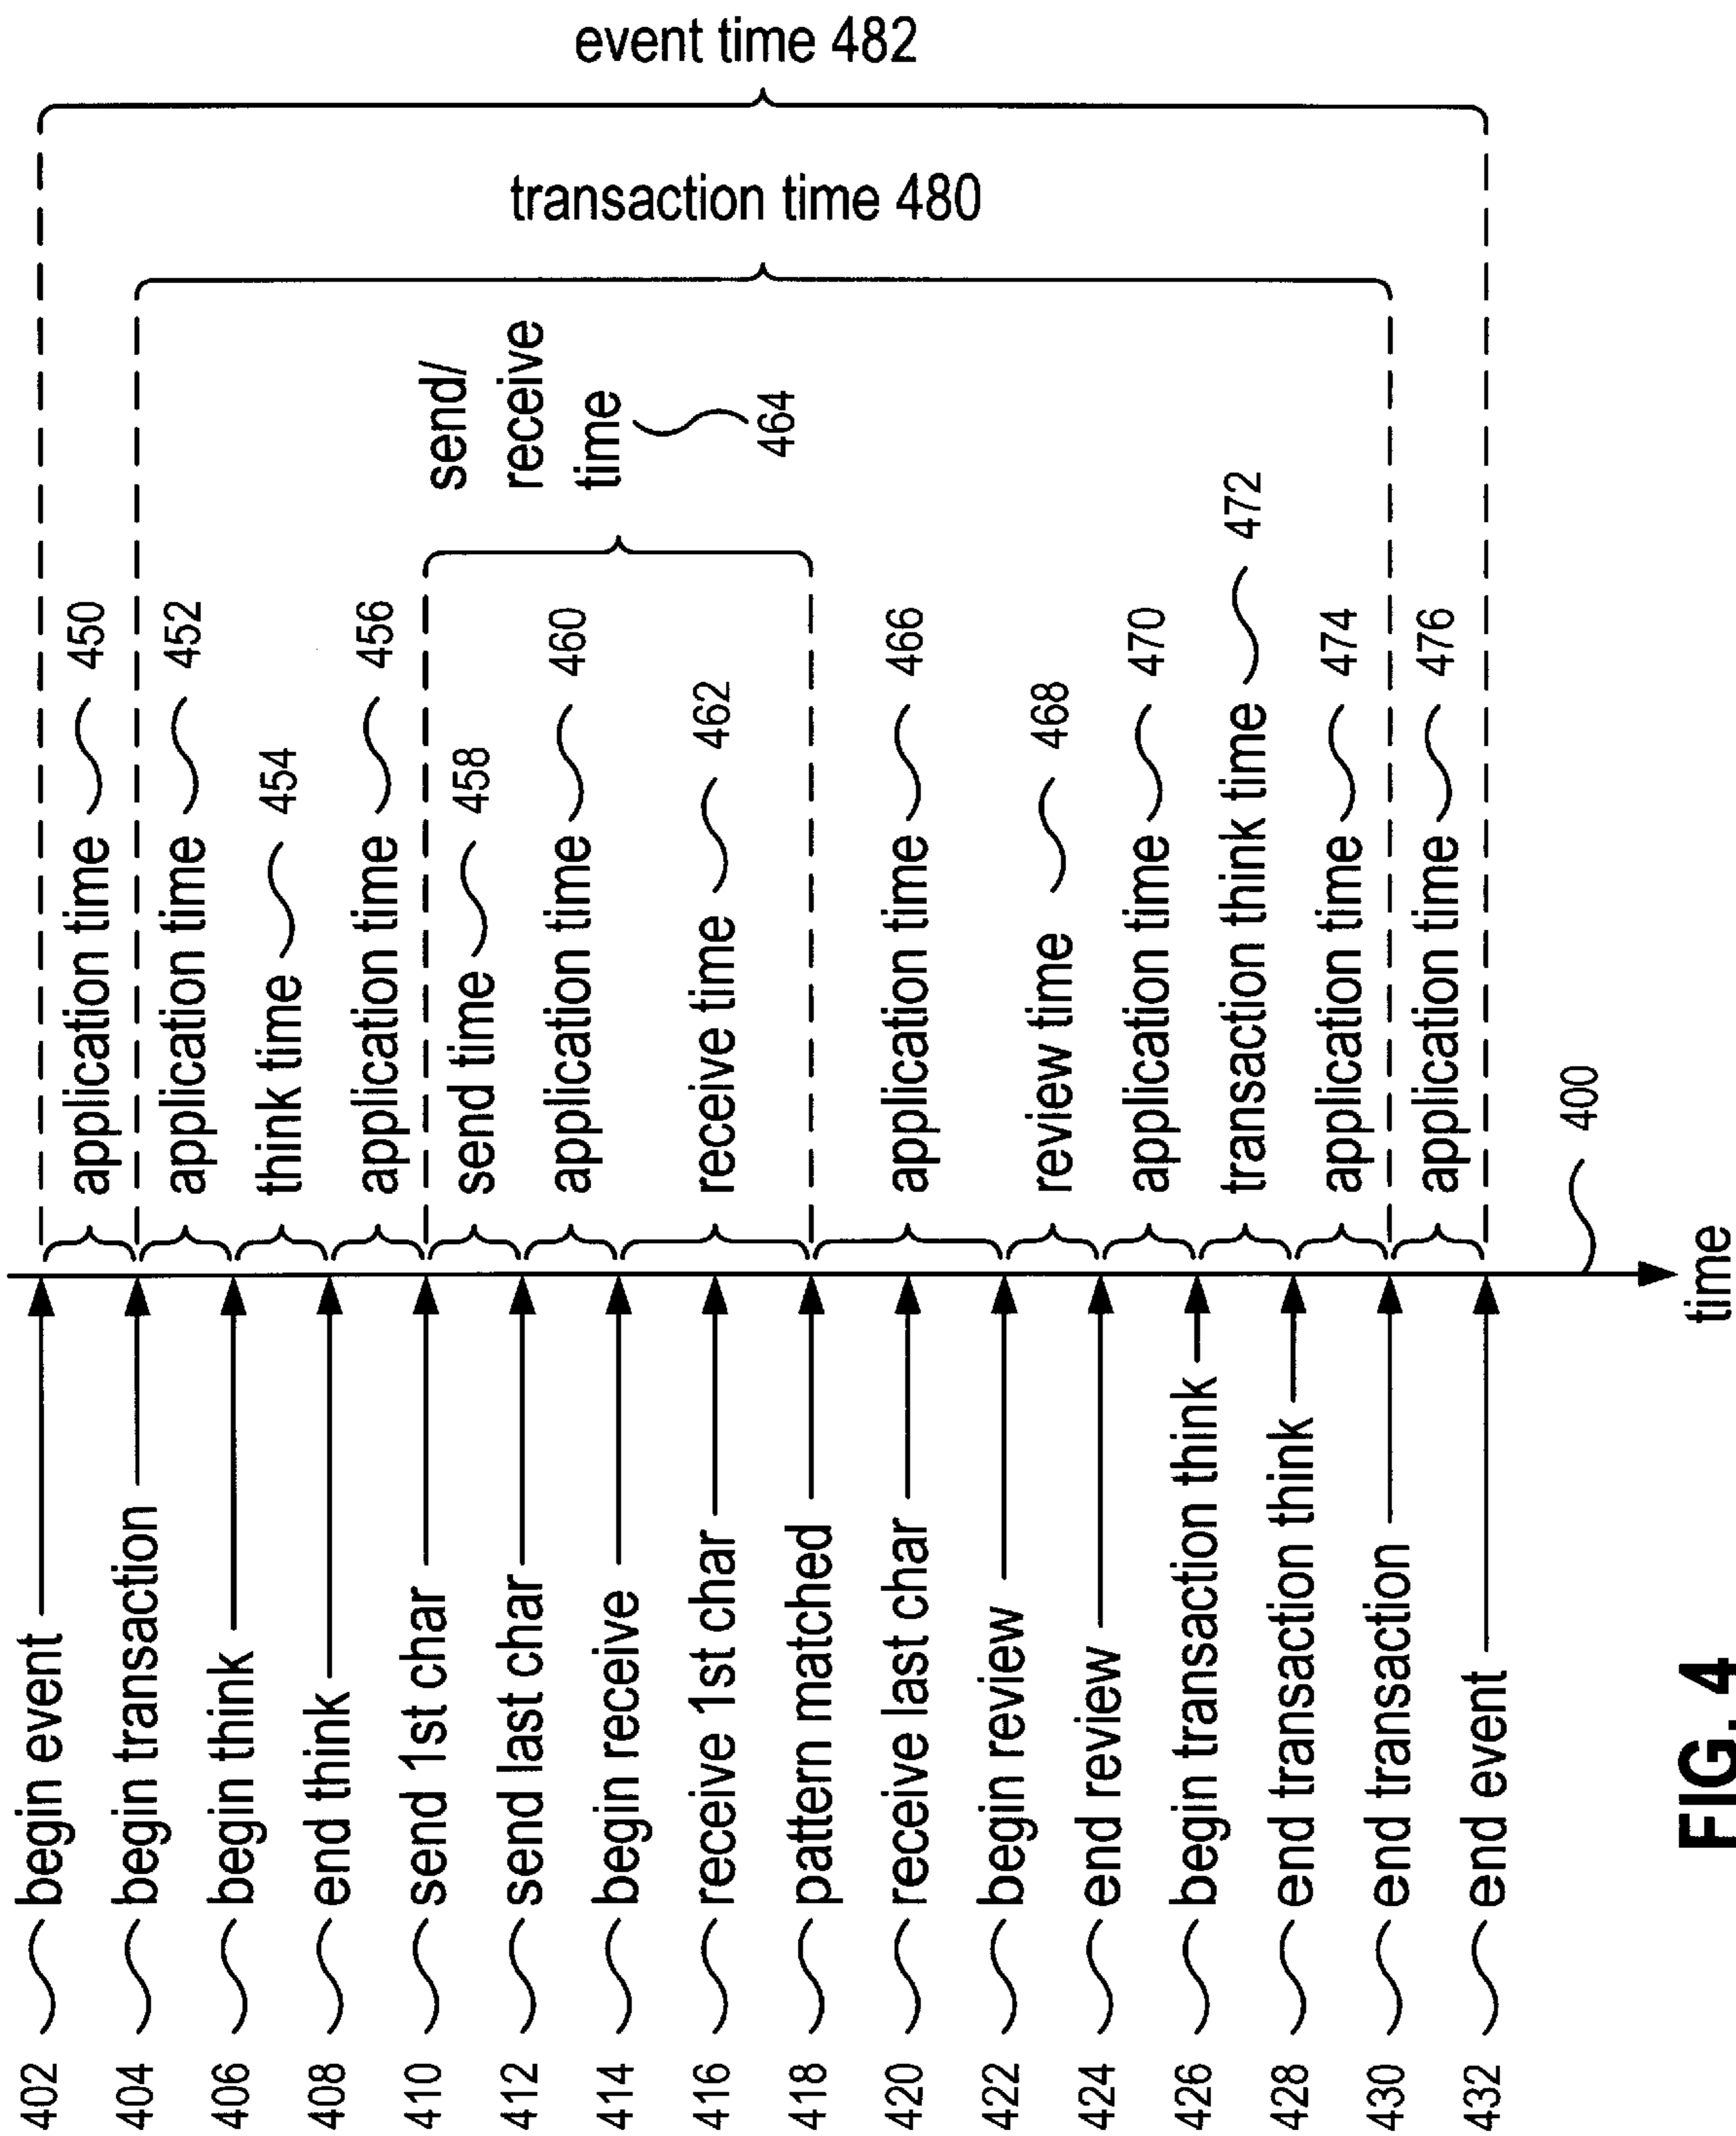 402 begin event
404 begin transaction
406 begin think
408 end think
410 send 1st char
412 send last char
414 begin receive
416 receive 1st char
418 pattern matched
420 receive last char
422 begin review
424 end review
426 begin transaction think
428 end transaction think
430 end transaction
432 end event
application time 450
application time 452
think time 454
application time 456
send time 458
application time 460
receive time 462
application time 466
review time 468
application time 470
transaction think time 472
application time 474
application time 476
send/
receive
time
464
transaction time 480
event time 482
400
time
FIG. 4